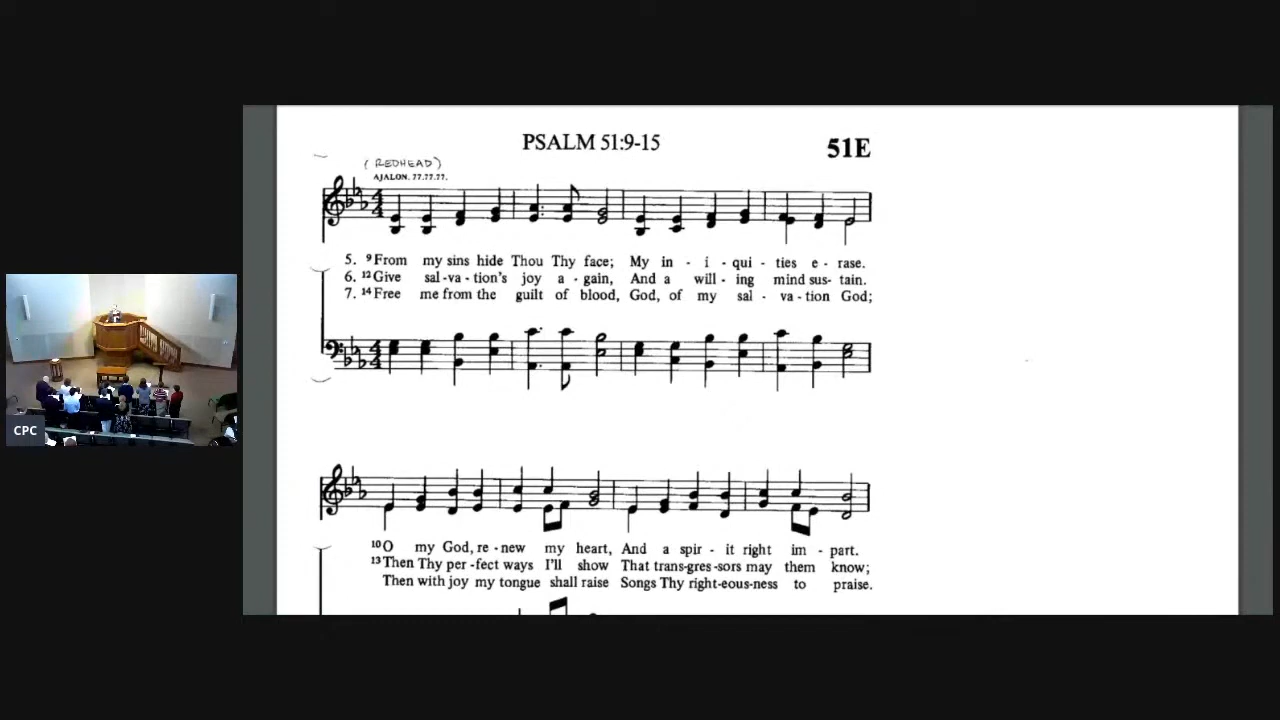 PSALM 51:9-15
51E
(REDHEAD)
AJALON. 77.77.77.
5. 9From my sins hide Thou Thy face; My in - i - qui - ties e - rase.
6. 12Give sal - va - tion's joy a - gain, And a will - ing mind sus - tain.
7. 14Free me from the guilt of blood, God, of my sal - va - tion God;
CPC
10O my God, re - new my heart, And a spir - it right im - part.
13Then Thy per - fect ways I'll show That trans-gres - sors may them know;
Then with joy my tongue shall raise Songs Thy right-eous-ness to praise.